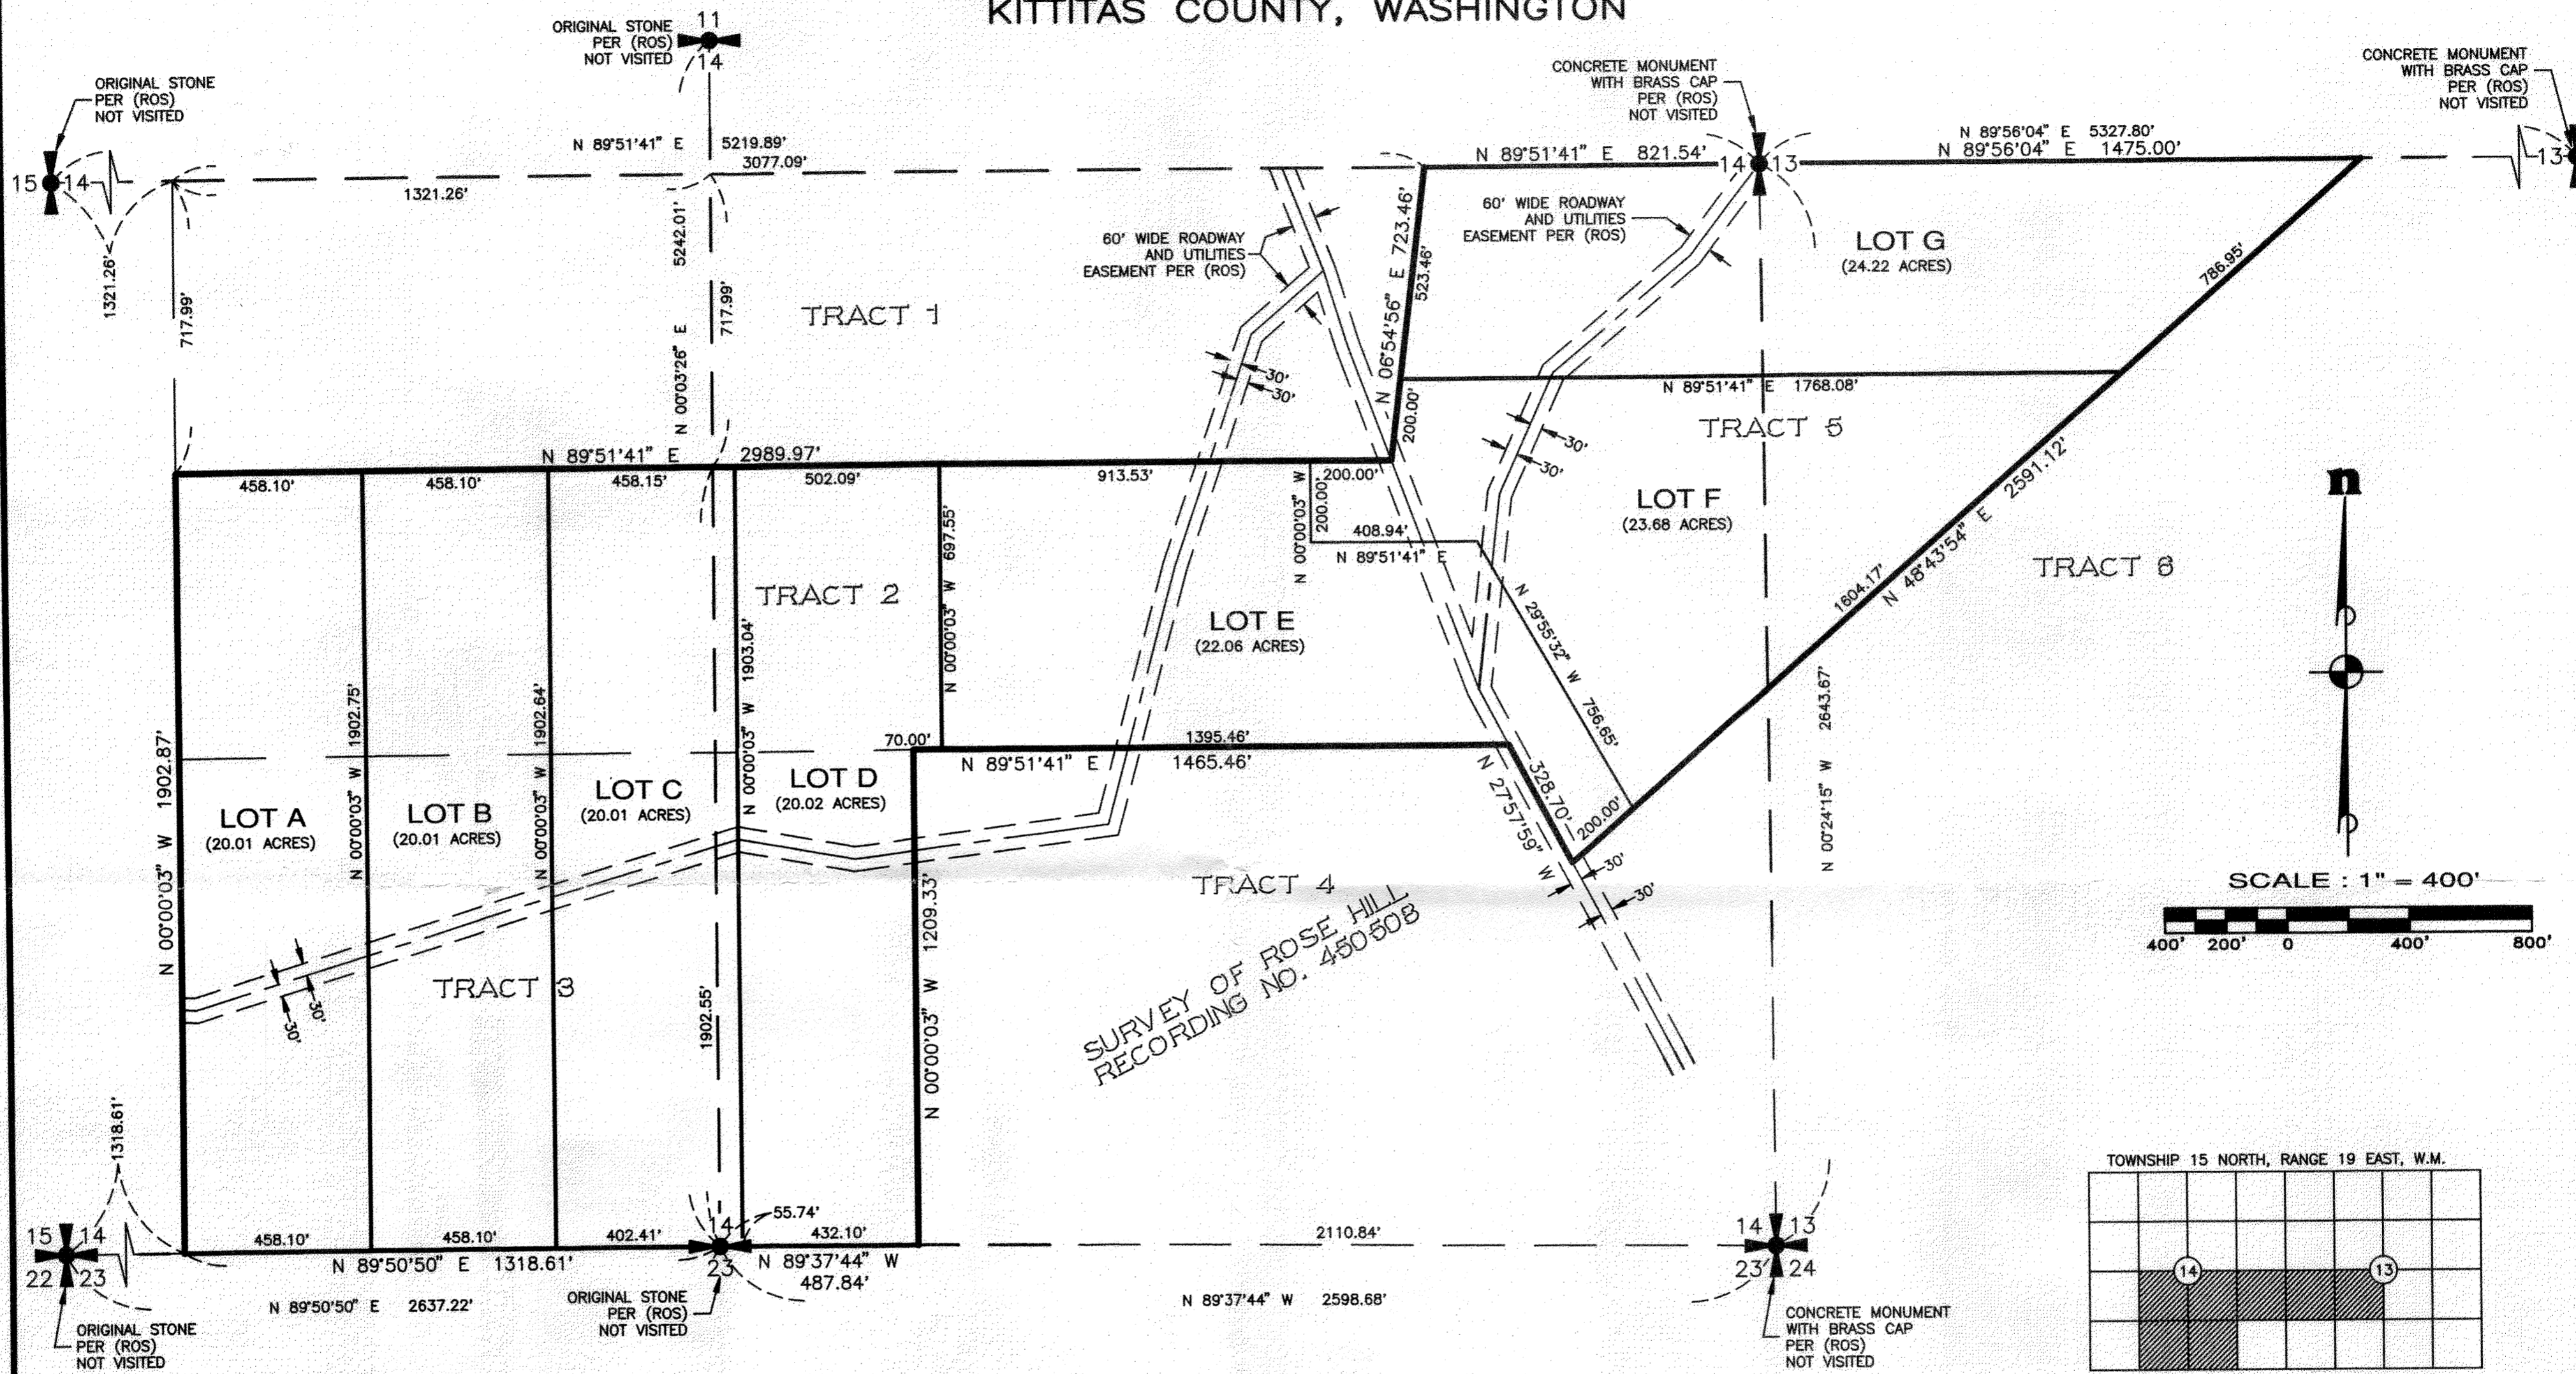 KITTITAS COUNTY, WASHINGTON
ORIGINAL STONE
PER (ROS)
NOT VISITED
11
14
ORIGINAL STONE
PER (ROS)
NOT VISITED
15
14
CONCRETE MONUMENT
WITH BRASS CAP
PER (ROS)
NOT VISITED
14
13
CONCRETE MONUMENT
WITH BRASS CAP
PER (ROS)
NOT VISITED
13
N 89°51'41" E 5219.89'
3077.09'
1321.26'
1321.26'
717.99'
N 00°03'26" E 5242.01'
717.99'
N 89°51'41" E 821.54'
N 89°56'04" E 5327.80'
N 89°56'04" E 1475.00'
60' WIDE ROADWAY
AND UTILITIES
EASEMENT PER (ROS)
60' WIDE ROADWAY
AND UTILITIES
EASEMENT PER (ROS)
N 06°54'56" E 723.46'
523.46'
200.00'
LOT G
(24.22 ACRES)
786.95'
TRACT 1
30'
30'
N 89°51'41" E 1768.08'
TRACT 5
30'
30'
N 89°51'41" E 2989.97'
458.10'
458.10'
458.15'
502.09'
913.53'
200.00'
N 00°00'03" W
200.00'
408.94'
N 89°51'41" E
LOT F
(23.68 ACRES)
2591.12'
N 48°43'54" E
1604.17'
TRACT 6
n
N 00°00'03" W 697.55'
TRACT 2
LOT E
(22.06 ACRES)
N 29°55'32" W 756.65'
N 00°00'03" W 1902.87'
N 00°00'03" W 1902.75'
N 00°00'03" W 1902.64'
N 00°00'03" W 1903.04'
70.00'
1395.46'
N 89°51'41" E 1465.46'
N 27°57'59" W
328.70'
200.00'
30'
30'
N 00°24'15" W 2643.67'
LOT A
(20.01 ACRES)
LOT B
(20.01 ACRES)
LOT C
(20.01 ACRES)
LOT D
(20.02 ACRES)
TRACT 4
SURVEY OF ROSE HILL
RECORDING NO. 450508
SCALE : 1" = 400'
400' 200' 0 400' 800'
TRACT 3
30'
30'
1902.55'
N 00°00'03" W 1209.33'
1318.61'
15 14
22 23
ORIGINAL STONE
PER (ROS)
NOT VISITED
458.10'
458.10'
402.41'
N 89°50'50" E 1318.61'
N 89°50'50" E 2637.22'
14
23
ORIGINAL STONE
PER (ROS)
NOT VISITED
55.74'
432.10'
N 89°37'44" W
487.84'
2110.84'
N 89°37'44" W 2598.68'
14 13
23 24
CONCRETE MONUMENT
WITH BRASS CAP
PER (ROS)
NOT VISITED
TOWNSHIP 15 NORTH, RANGE 19 EAST, W.M.
14
13